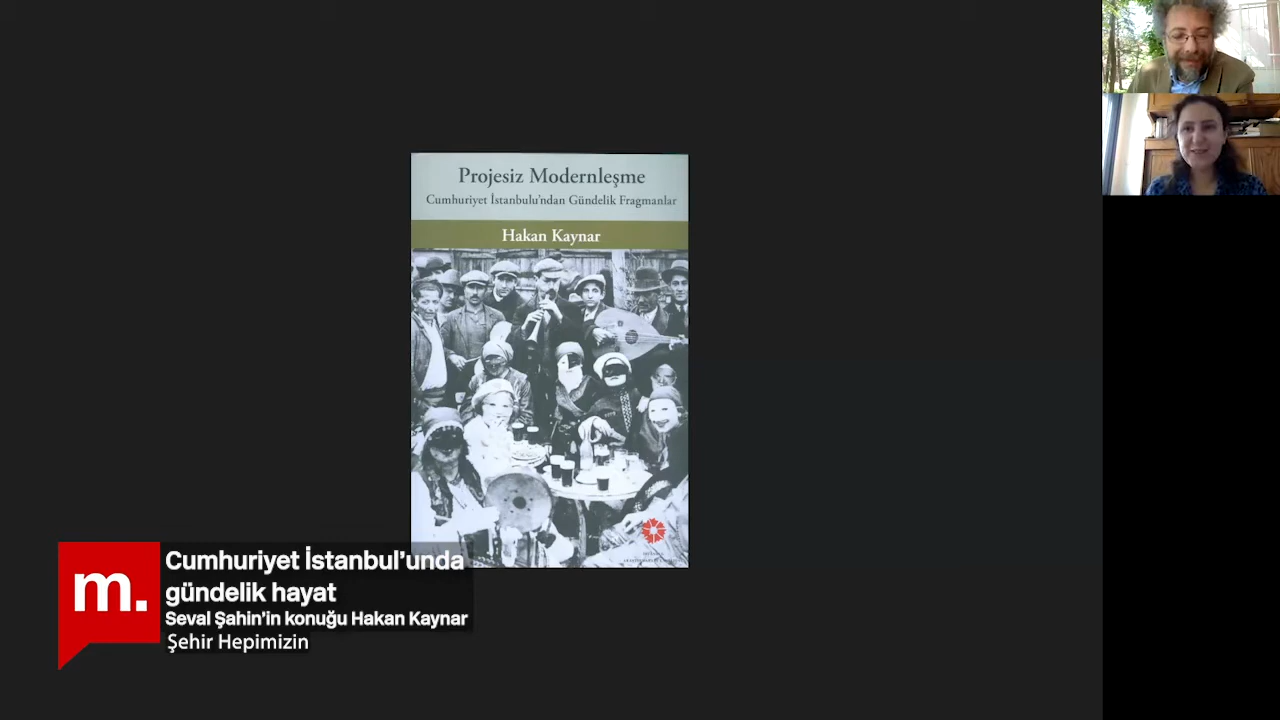 Projesiz Modernleşme
Cumhuriyet İstanbulu'ndan Gündelik Fragmanlar
Hakan Kaynar
m.
Cumhuriyet İstanbul'unda
gündelik hayat
Seval Şahin'in konuğu Hakan Kaynar
Şehir Hepimizin